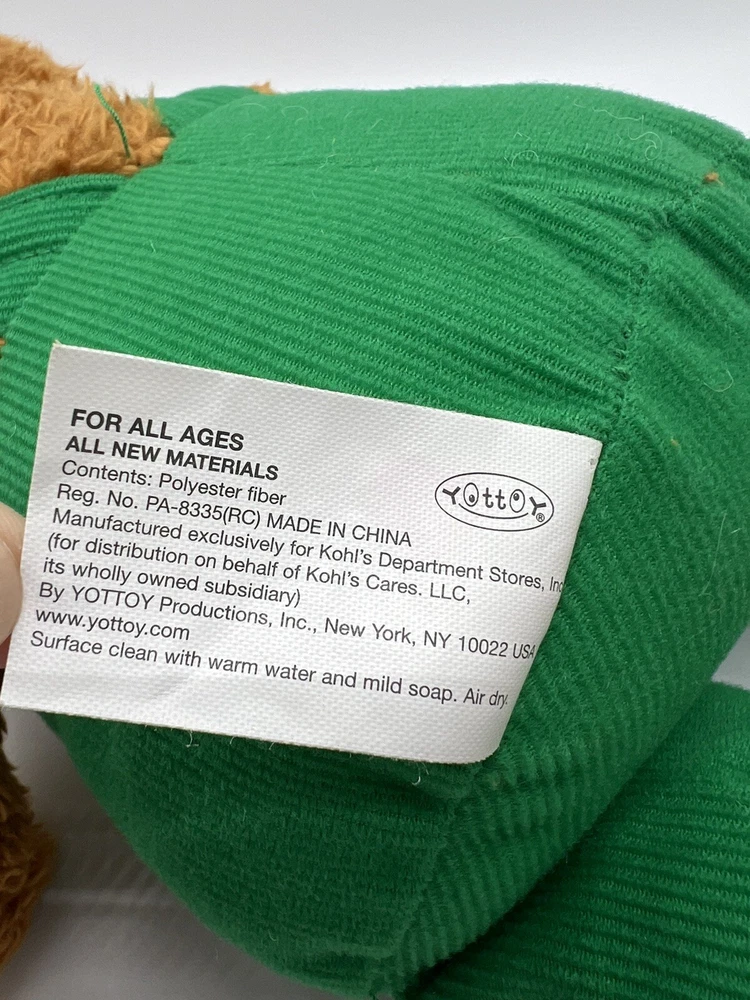 FOR ALL AGES
ALL NEW MATERIALS
Contents: Polyester fiber
Reg. No. PA-8335(RC) MADE IN CHINA
Manufactured exclusively for Kohl's Department Stores, Inc
(for distribution on behalf of Kohl's Cares. LLC,
its wholly owned subsidiary)
By YOTTOY Productions, Inc., New York, NY 10022 USA
www.yottoy.com
Surface clean with warm water and mild soap. Air dry.
YOttOY®